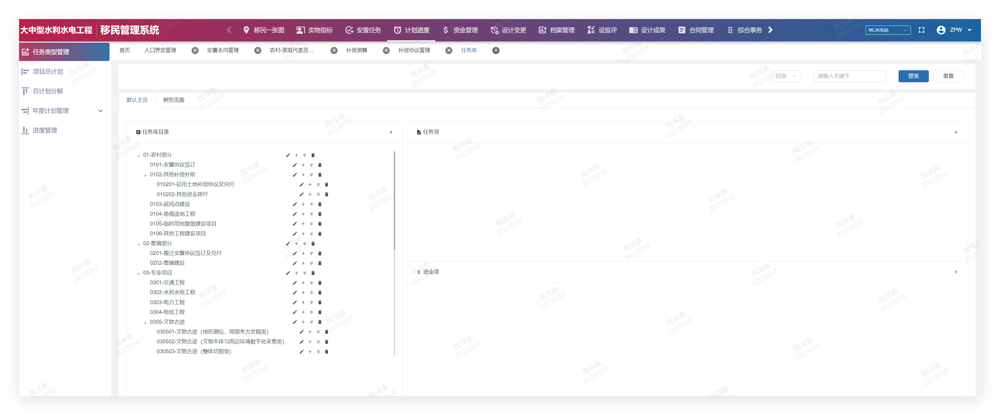 大中型水利水电工程 移民管理系统 移民一张图 实物指标 安置任务 计划进度 资金管理 设计变更 档案管理 设监评 设计成果 合同管理 综合事务 ML水电站 ZPW
任务类型管理
项目总计划
总计划分解
年度计划管理
进度管理
首页 人口界定管理 安置去向管理 农村-家庭代表及... 补偿测算 补偿协议管理 任务库
层级 请输入关键字 搜索 重置
默认主页 树形页面
任务库目录
01-农村部分
0101-安置协议签订
0102-其他补偿补助
010201-征用土地补偿协议及兑付
010202-其他资金拨付
0103-居民点建设
0104-垫高造地工程
0105-临时用地复垦建设项目
0106-其他工程建设项目
02-集镇部分
0201-搬迁安置协议签订及兑付
0202-集镇建设
03-专业项目
0301-交通工程
0302-水利水电工程
0303-电力工程
0304-电信工程
0305-文物古迹
030501-文物古迹（地形测绘、局部考古发掘类）
030502-文物古迹（文物本体与周边环境数字化采集类）
030503-文物古迹（整体切割类）
任务项
资金项
陶泽鑫
2023050